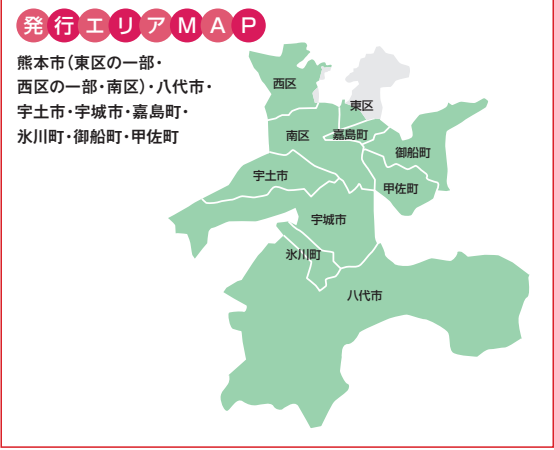 発行エリアMAP
熊本市（東区の一部・
西区の一部・南区）・八代市・
宇土市・宇城市・嘉島町・
氷川町・御船町・甲佐町
西区
東区
南区
嘉島町
御船町
宇土市
甲佐町
宇城市
氷川町
八代市